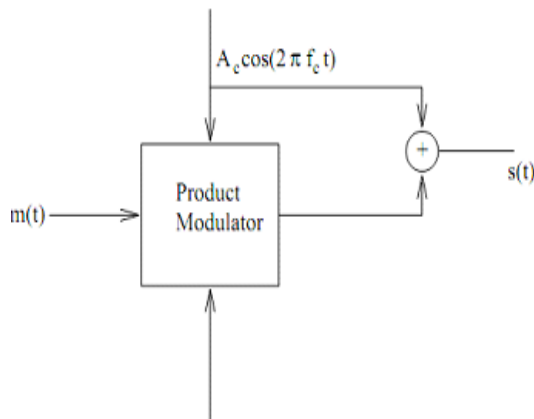 A_c cos(2 π f_c t)
+
s(t)
Product
Modulator
m(t)